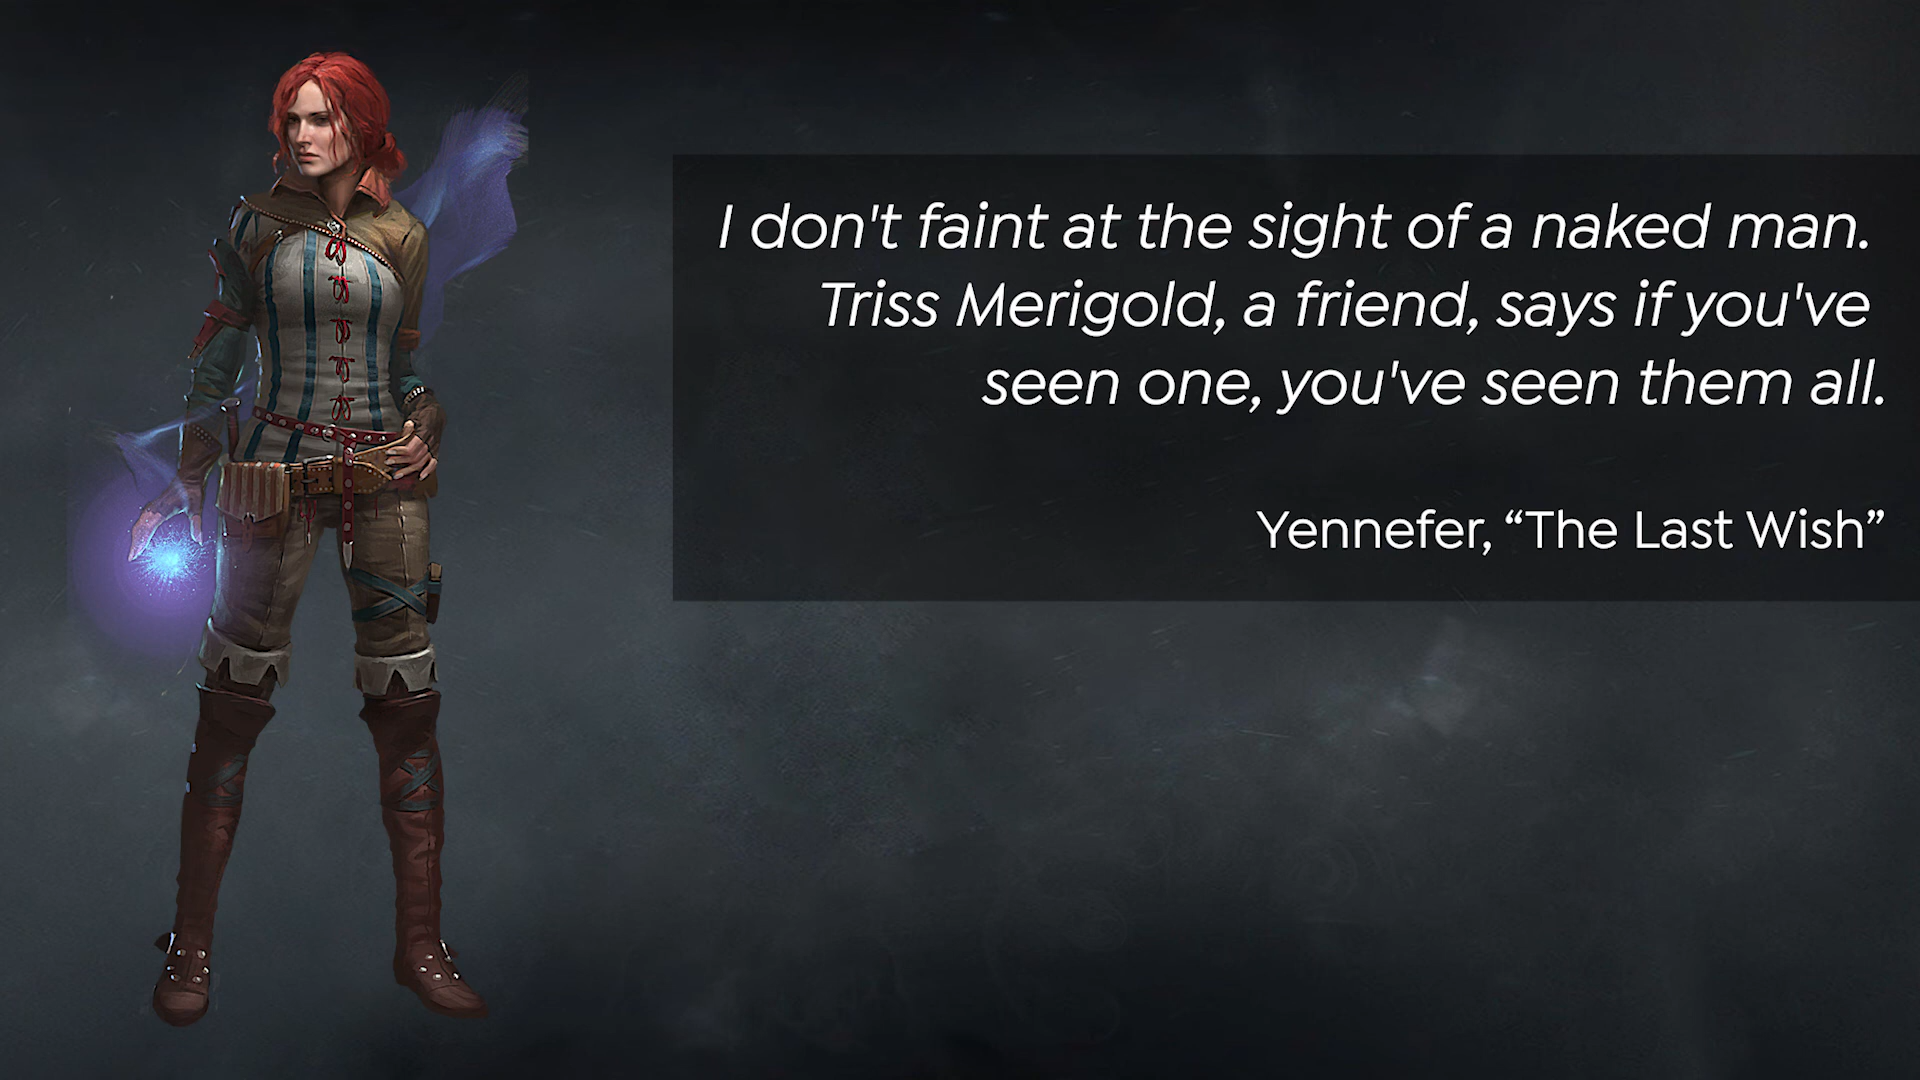 I don't faint at the sight of a naked man.
Triss Merigold, a friend, says if you've
seen one, you've seen them all.
Yennefer, “The Last Wish”